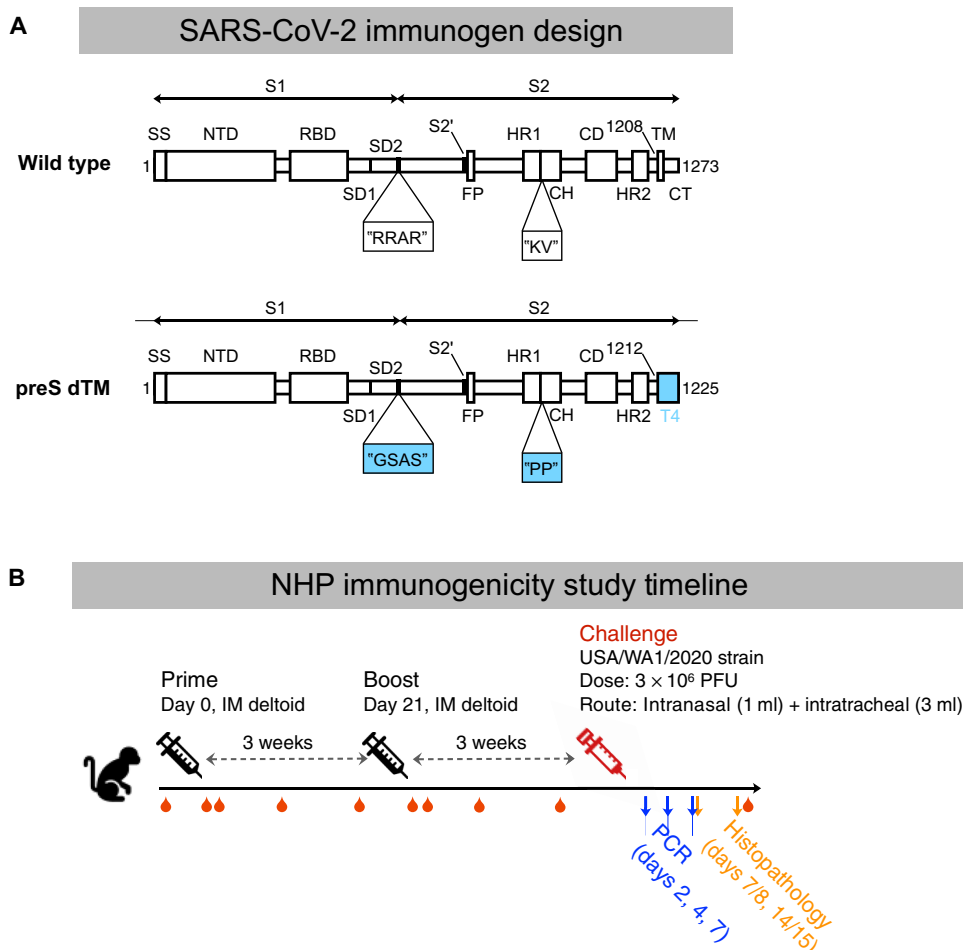 A
SARS-CoV-2 immunogen design
S1
S2
SS
NTD
RBD
SD2
S2'
HR1
CD
1208
TM
Wild type
1
1273
SD1
FP
CH
HR2
CT
"RRAR"
"KV"
S1
S2
SS
NTD
RBD
SD2
S2'
HR1
CD
1212
preS dTM
1
1225
SD1
FP
CH
HR2
T4
"GSAS"
"PP"
B
NHP immunogenicity study timeline
Challenge
USA/WA1/2020 strain
Dose: 3 × 10⁶ PFU
Route: Intranasal (1 ml) + intratracheal (3 ml)
Prime
Day 0, IM deltoid
Boost
Day 21, IM deltoid
3 weeks
3 weeks
PCR
(days 2, 4, 7)
Histopathology
(days 7/8, 14/15)